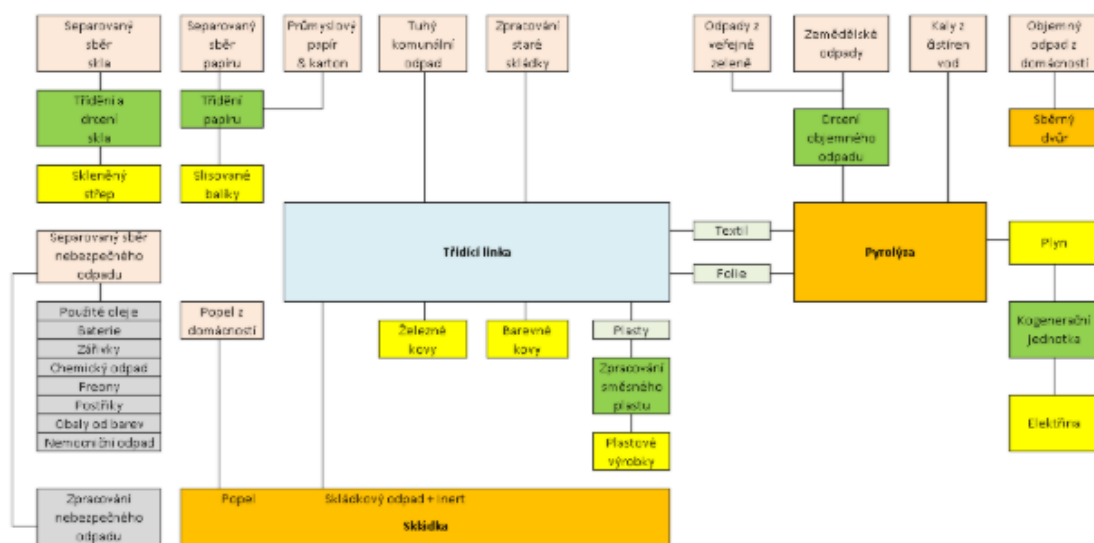 Separovaný
sběr
skla
Separovaný
sběr
papíru
Průmyslový
papír
& karton
Tuhý
komunální
odpad
Zpracování
staré
skládky
Odpady z
veřejné
zeleně
Zemědělské
odpady
Kaly z
čistíren
vod
Objemný
odpad z
domácností
Třídění a
drcení
skla
Třídění
papíru
Drcení
objemného
odpadu
Sběrný
dvůr
Skleněný
střep
Slisované
balíky
Separovaný sběr
nebezpečného
odpadu
Třídící linka
Textil
Folie
Pyrolýza
Plyn
Použité oleje
Baterie
Zářivky
Chemický odpad
Freony
Postřiky
Obaly od barev
Nemocniční odpad
Popel z
domácností
Železné
kovy
Barevné
kovy
Plasty
Zpracování
směsného
plastu
Plastové
výrobky
Kogenerační
jednotka
Elektřina
Zpracování
nebezpečného
odpadu
Popel
Skládkový odpad + inert
Skládka